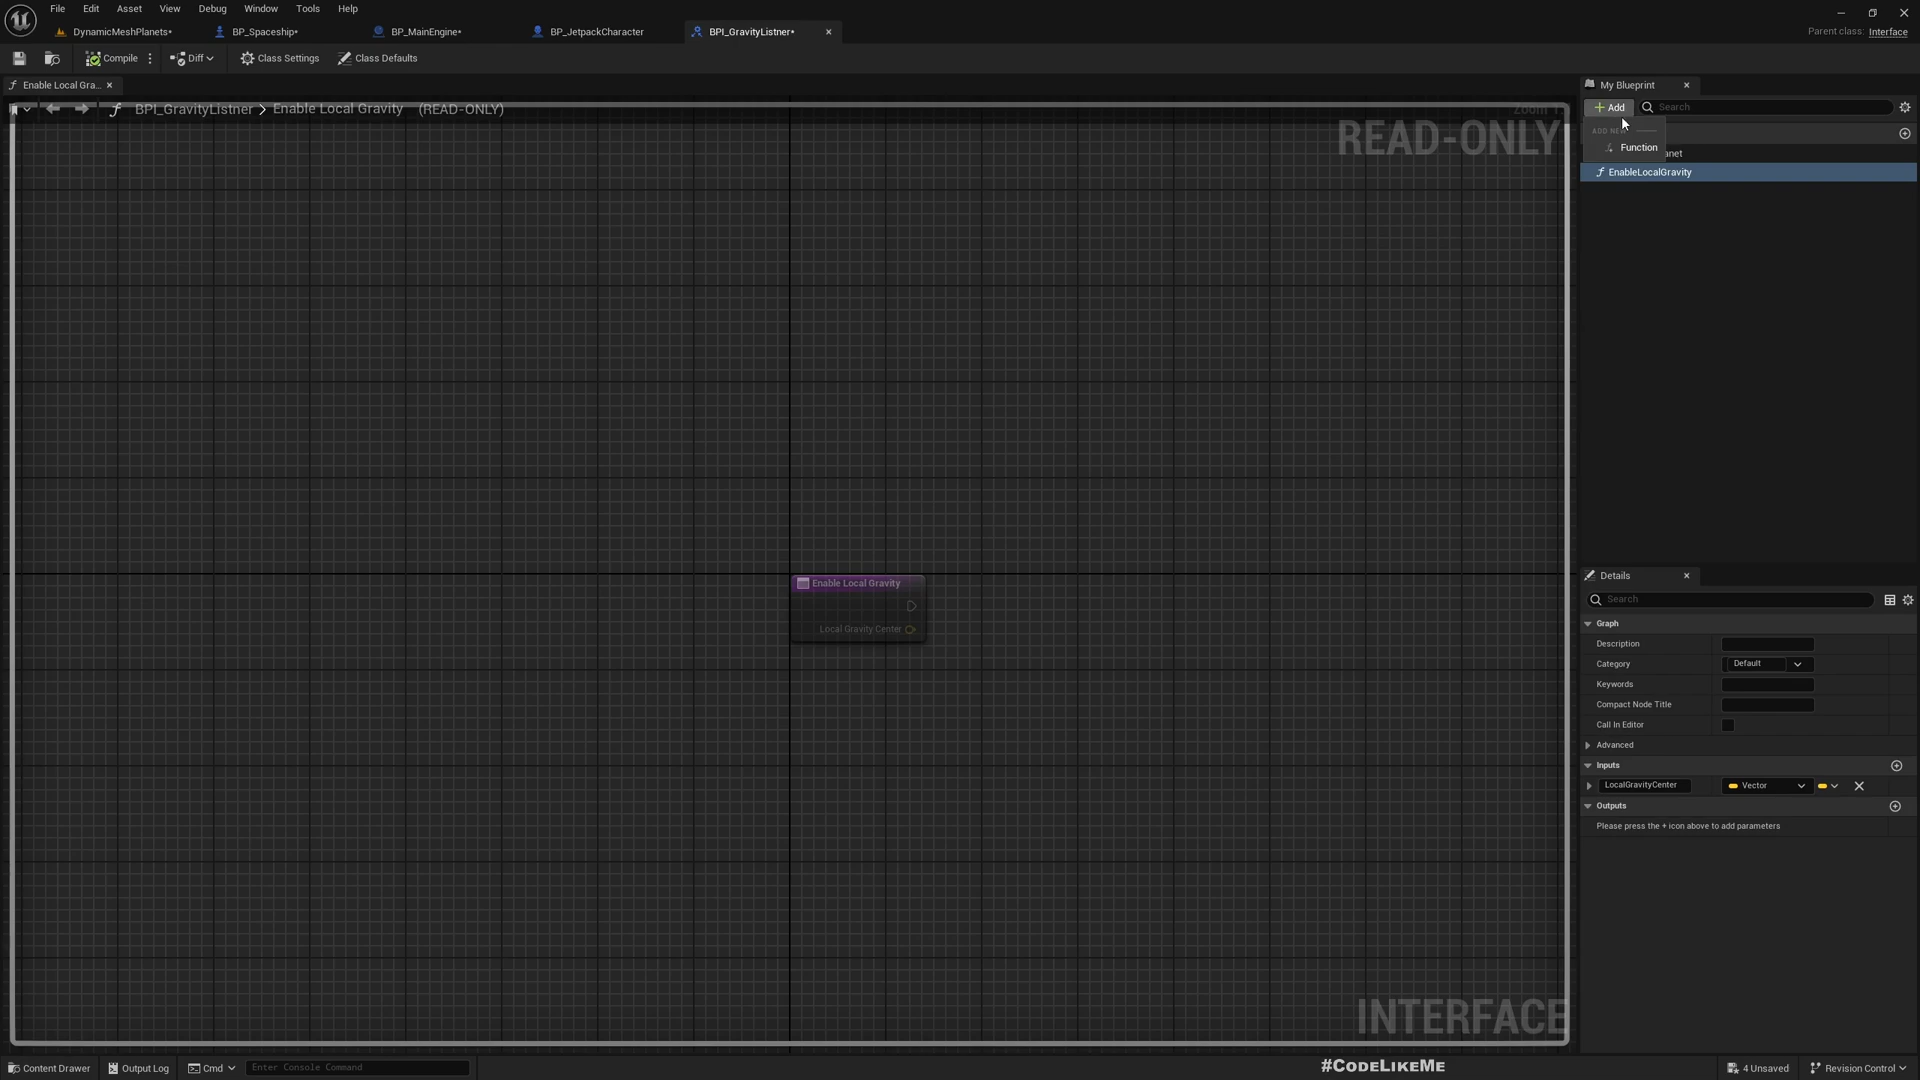 File Edit Asset View Debug Window Tools Help
DynamicMeshPlanets* BP_Spaceship* BP_MainEngine* BP_JetpackCharacter BPI_GravityListner*
Parent class: Interface
Compile Diff Class Settings Class Defaults
Enable Local Gra...
My Blueprint
BPI_GravityListner > Enable Local Gravity (READ-ONLY)
Zoom
+ Add Search
READ-ONLY
ADD NEW
Function
anet
EnableLocalGravity
Enable Local Gravity
Local Gravity Center
Details
Search
Graph
Description
Category Default
Keywords
Compact Node Title
Call In Editor
Advanced
Inputs
LocalGravityCenter Vector
Outputs
Please press the + icon above to add parameters
INTERFACE
Content Drawer Output Log Cmd Enter Console Command
#CodeLikeMe
4 Unsaved Revision Control